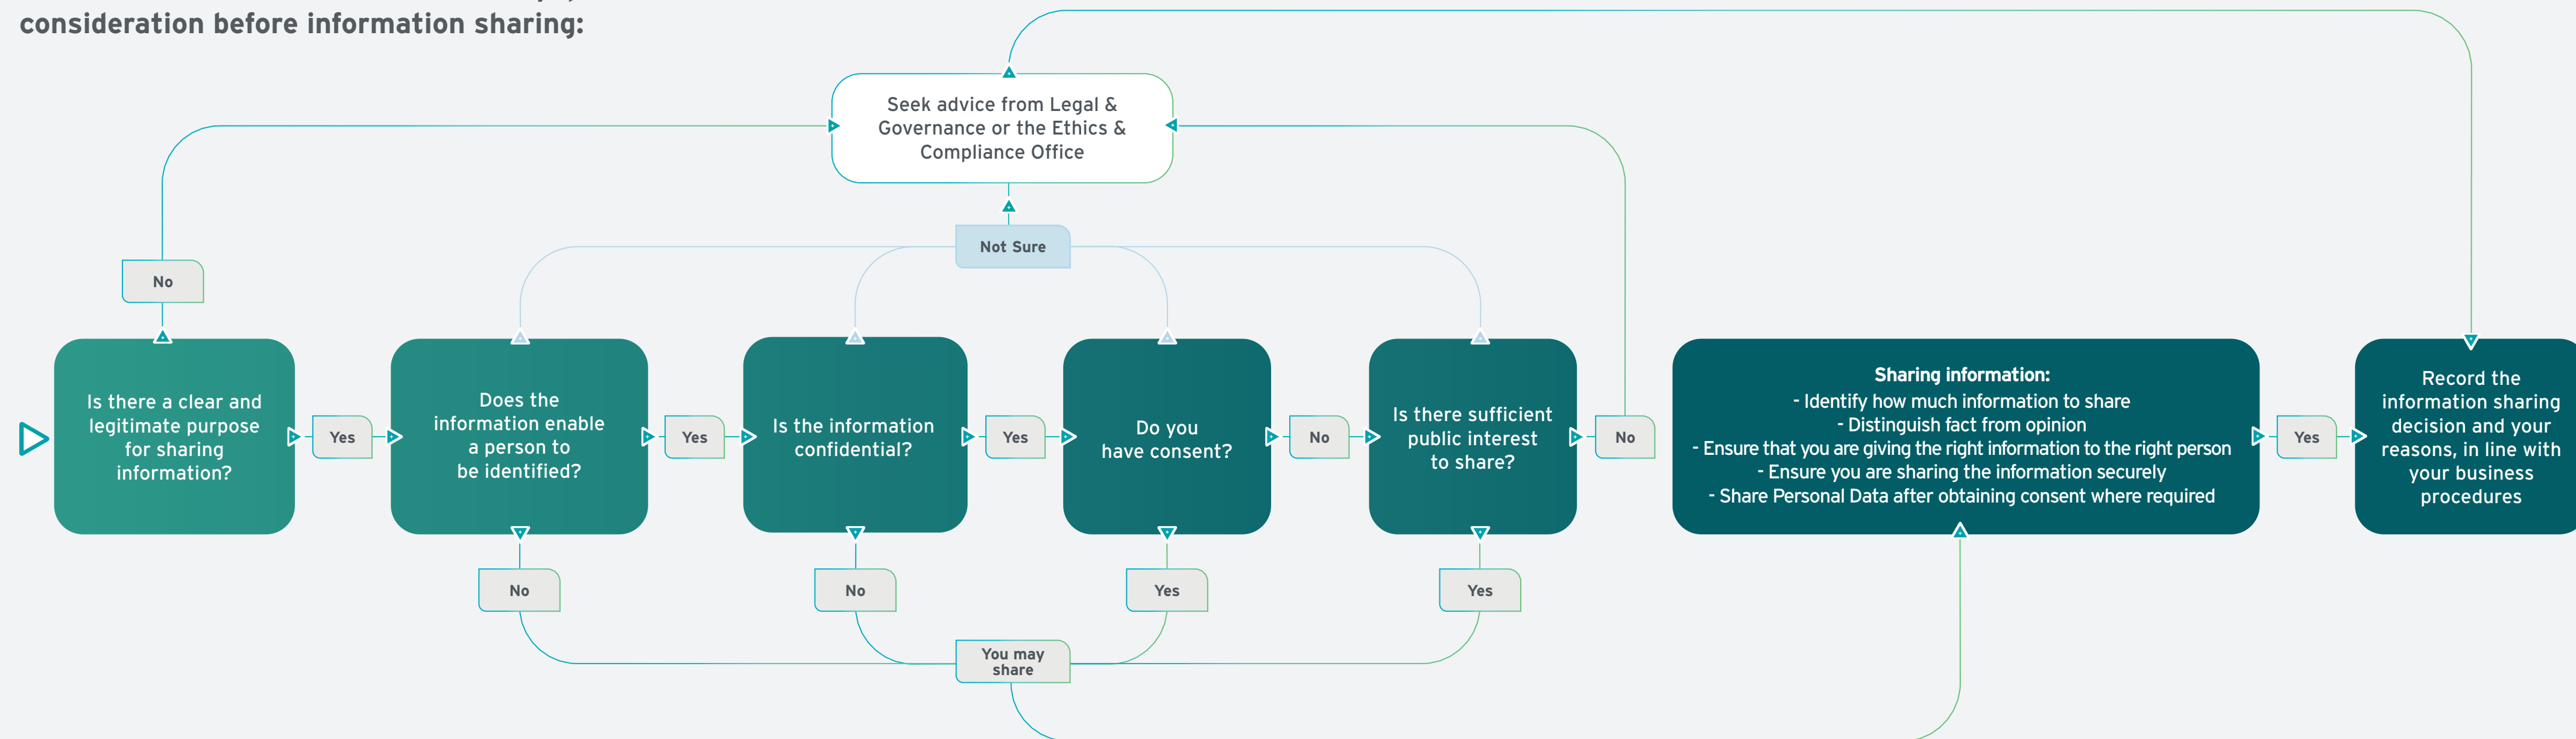 consideration before information sharing:
Seek advice from Legal &
Governance or the Ethics &
Compliance Office
Not Sure
No
Is there a clear and
legitimate purpose
for sharing
information?
Yes
Does the
information enable
a person to
be identified?
Yes
Is the information
confidential?
Yes
Do you
have consent?
No
Is there sufficient
public interest
to share?
No
Sharing information:
- Identify how much information to share
- Distinguish fact from opinion
- Ensure that you are giving the right information to the right person
- Ensure you are sharing the information securely
- Share Personal Data after obtaining consent where required
Yes
Record the
information sharing
decision and your
reasons, in line with
your business
procedures
No
No
Yes
Yes
You may
share